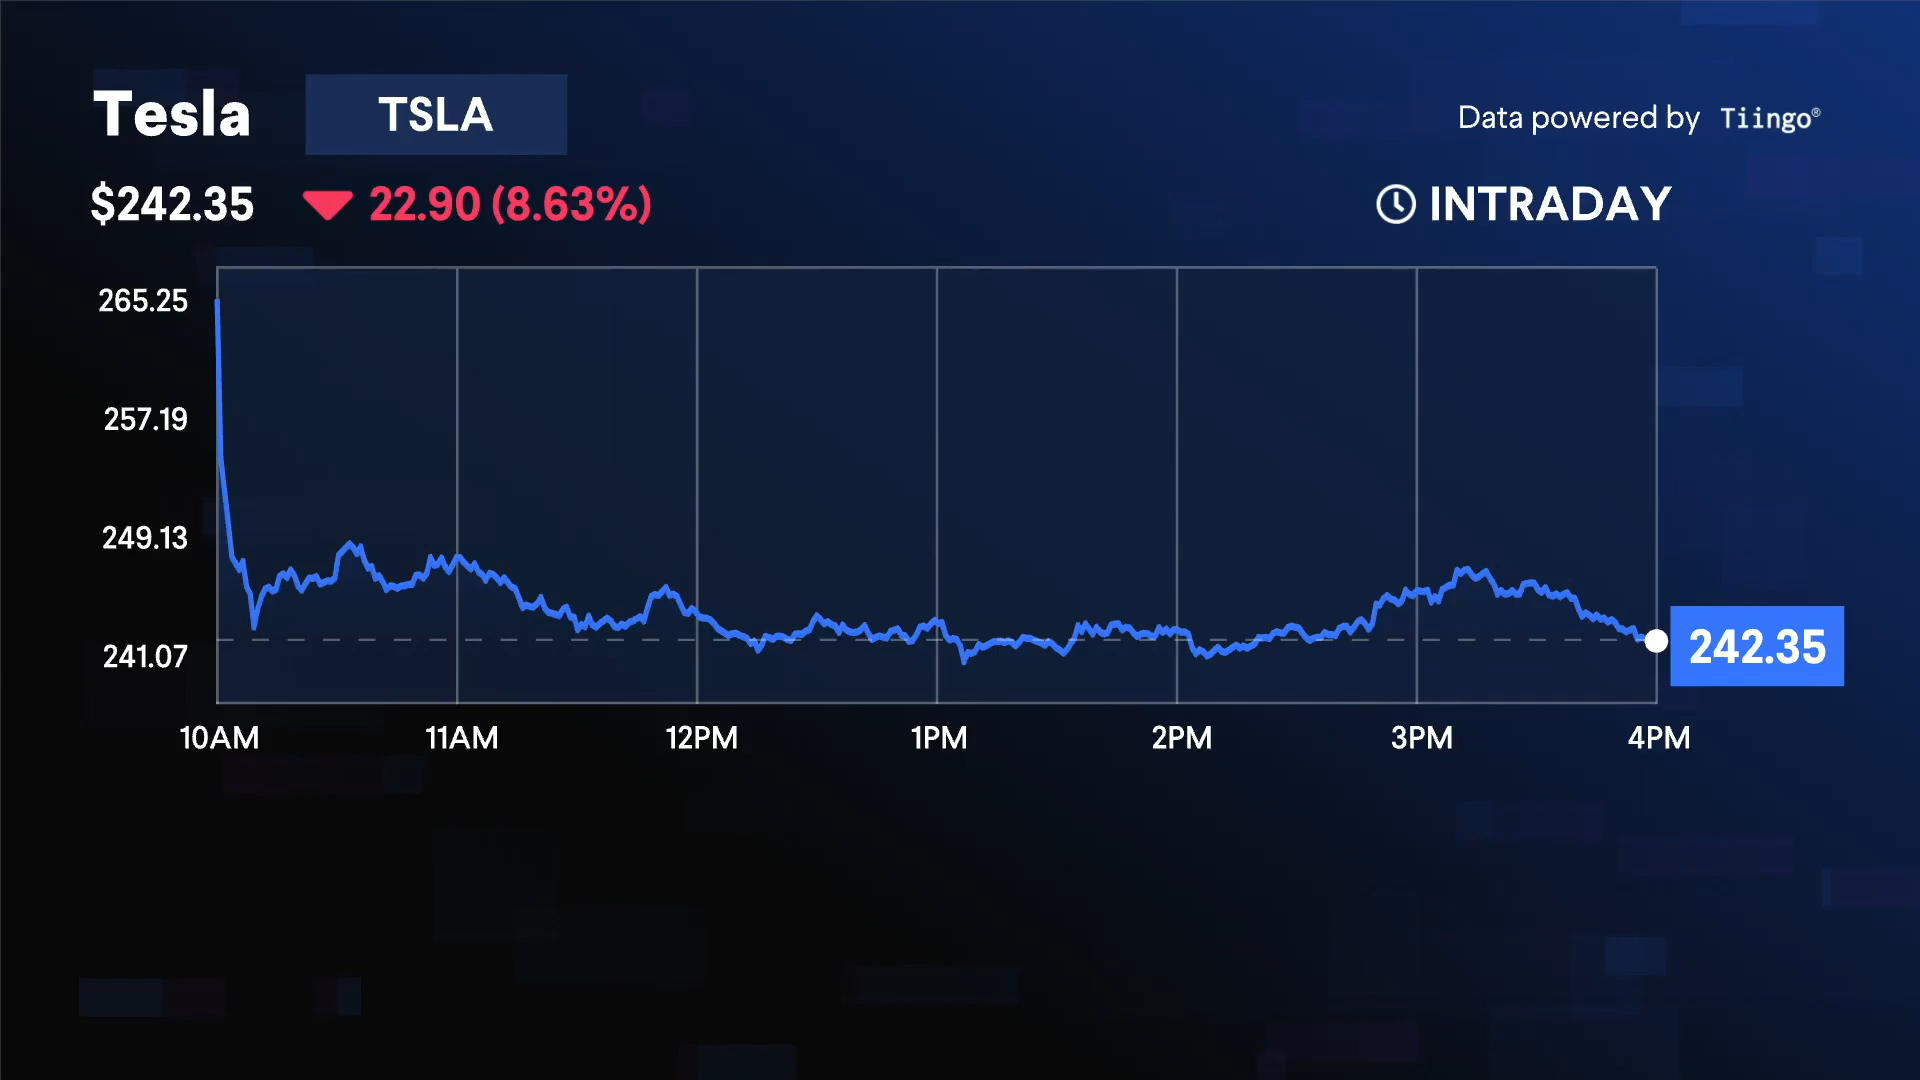 Tesla TSLA
Data powered by Tiingo®
$242.35 22.90 (8.63%)
INTRADAY
265.25
257.19
249.13
241.07
242.35
10AM 11AM 12PM 1PM 2PM 3PM 4PM